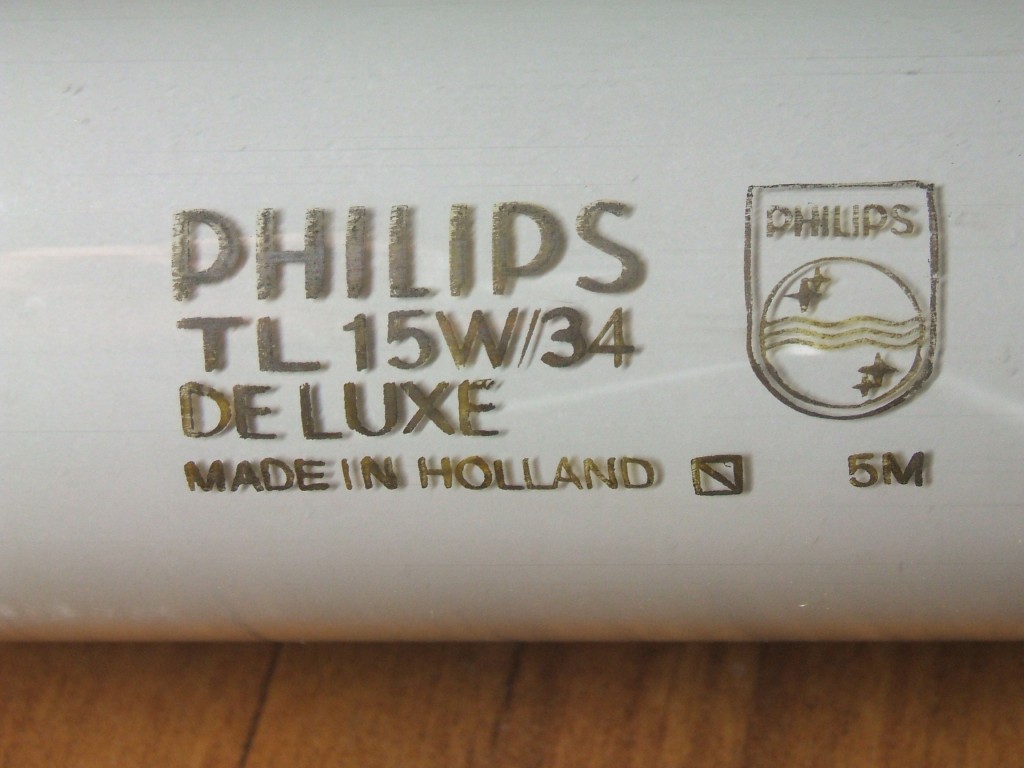 PHILIPS
TL 15W//34
DE LUXE
MADE IN HOLLAND
5M
PHILIPS